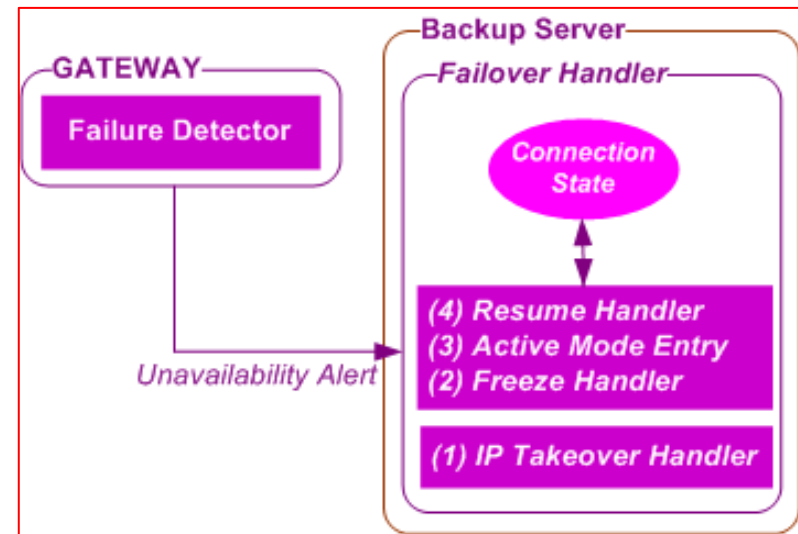 Backup Server
GATEWAY
Failover Handler
Failure Detector
Connection
State
(4) Resume Handler
(3) Active Mode Entry
Unavailability Alert
(2) Freeze Handler
(1) IP Takeover Handler